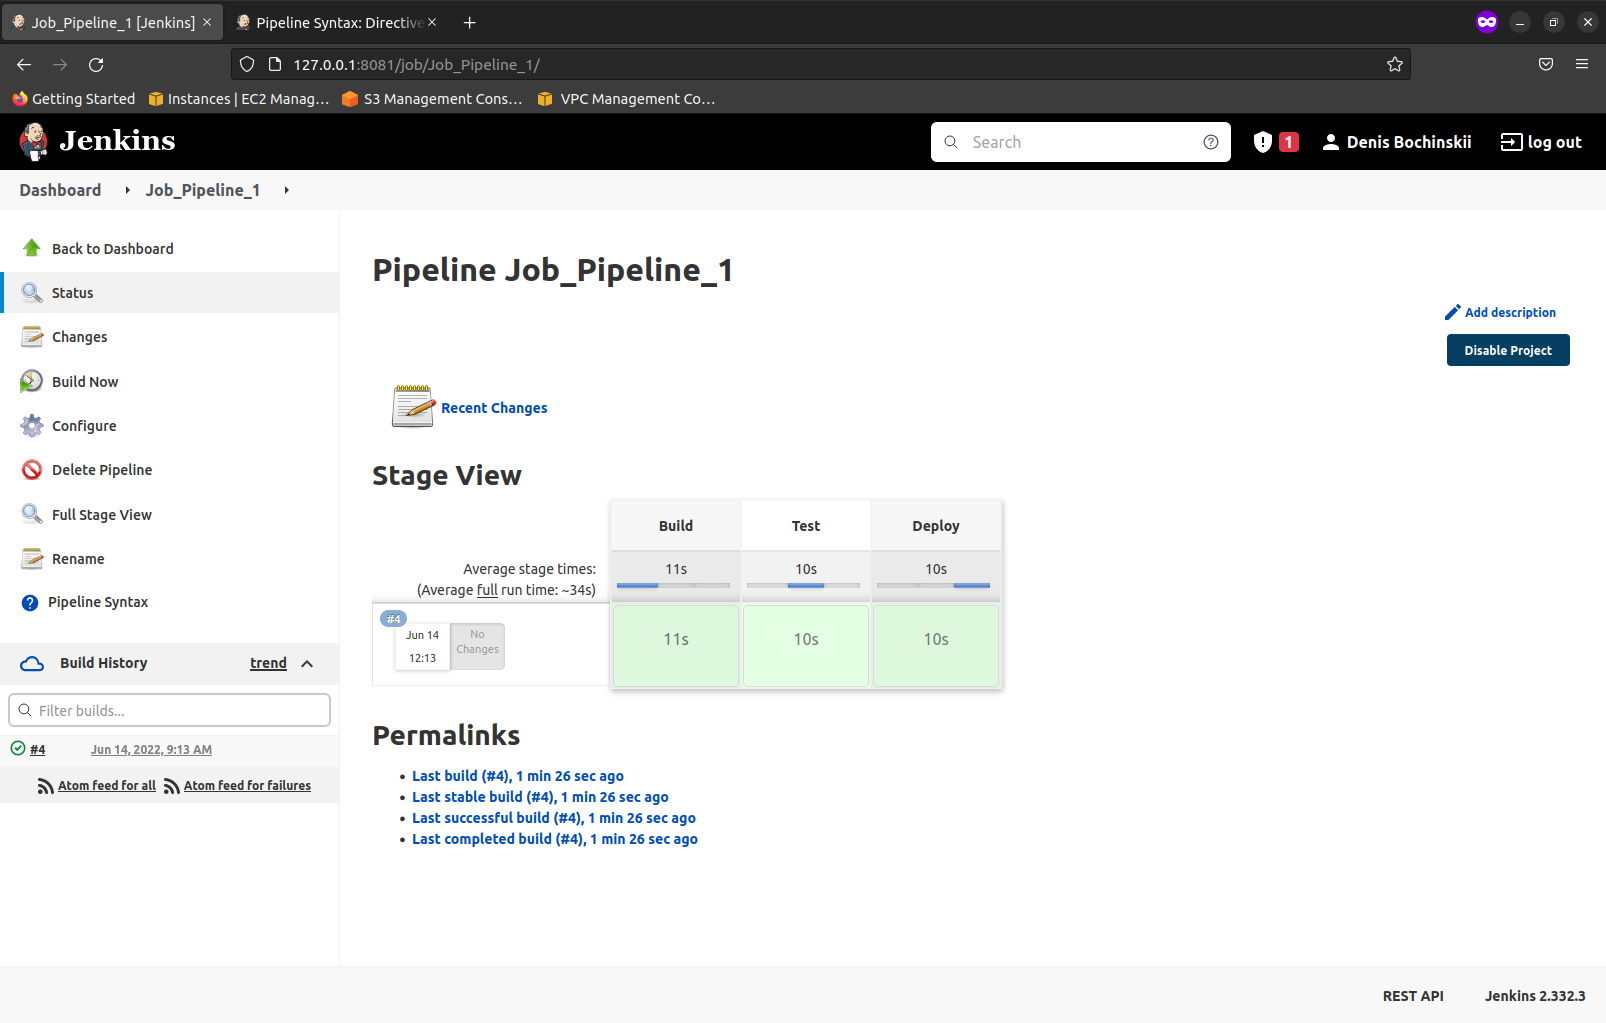 Job_Pipeline_1 [Jenkins]
Pipeline Syntax: Directive
127.0.0.1:8081/job/Job_Pipeline_1/
Getting Started
Instances | EC2 Manag…
S3 Management Cons…
VPC Management Co…
Jenkins
Search
1
Denis Bochinskii
log out
Dashboard
Job_Pipeline_1
Back to Dashboard
Status
Changes
Build Now
Configure
Delete Pipeline
Full Stage View
Rename
Pipeline Syntax
Build History
trend
Filter builds...
#4
Jun 14, 2022, 9:13 AM
Atom feed for all
Atom feed for failures
Pipeline Job_Pipeline_1
Add description
Disable Project
Recent Changes
Stage View
Build
Test
Deploy
Average stage times:
(Average full run time: ~34s)
11s
10s
10s
#4
Jun 14
12:13
No
Changes
11s
10s
10s
Permalinks
Last build (#4), 1 min 26 sec ago
Last stable build (#4), 1 min 26 sec ago
Last successful build (#4), 1 min 26 sec ago
Last completed build (#4), 1 min 26 sec ago
REST API
Jenkins 2.332.3